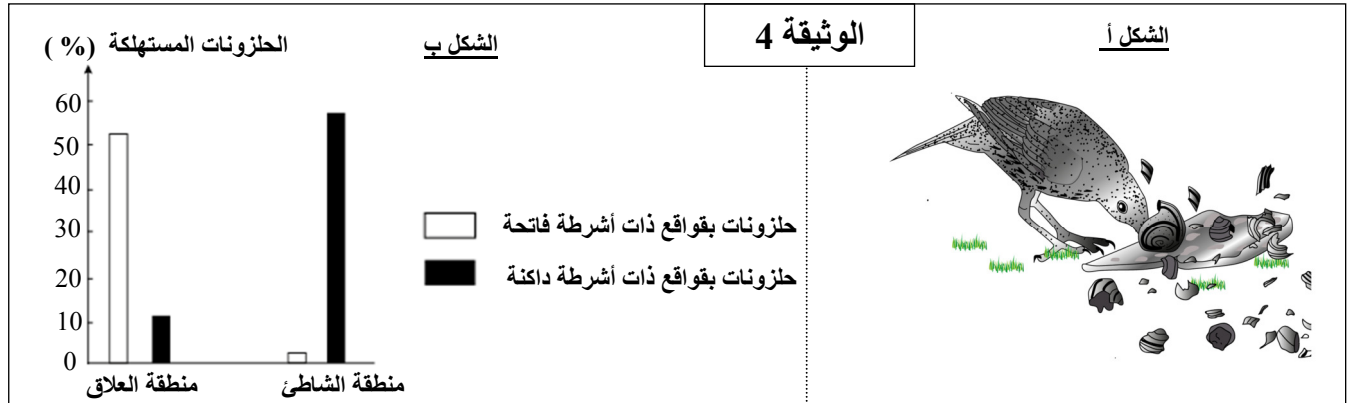 الوثيقة 4
الشكل أ
الشكل ب
الحلزونات المستهلكة (%)
60
50
40
30
20
10
0
منطقة العلاق
منطقة الشاطئ
حلزونات بقواقع ذات أشرطة فاتحة
حلزونات بقواقع ذات أشرطة داكنة